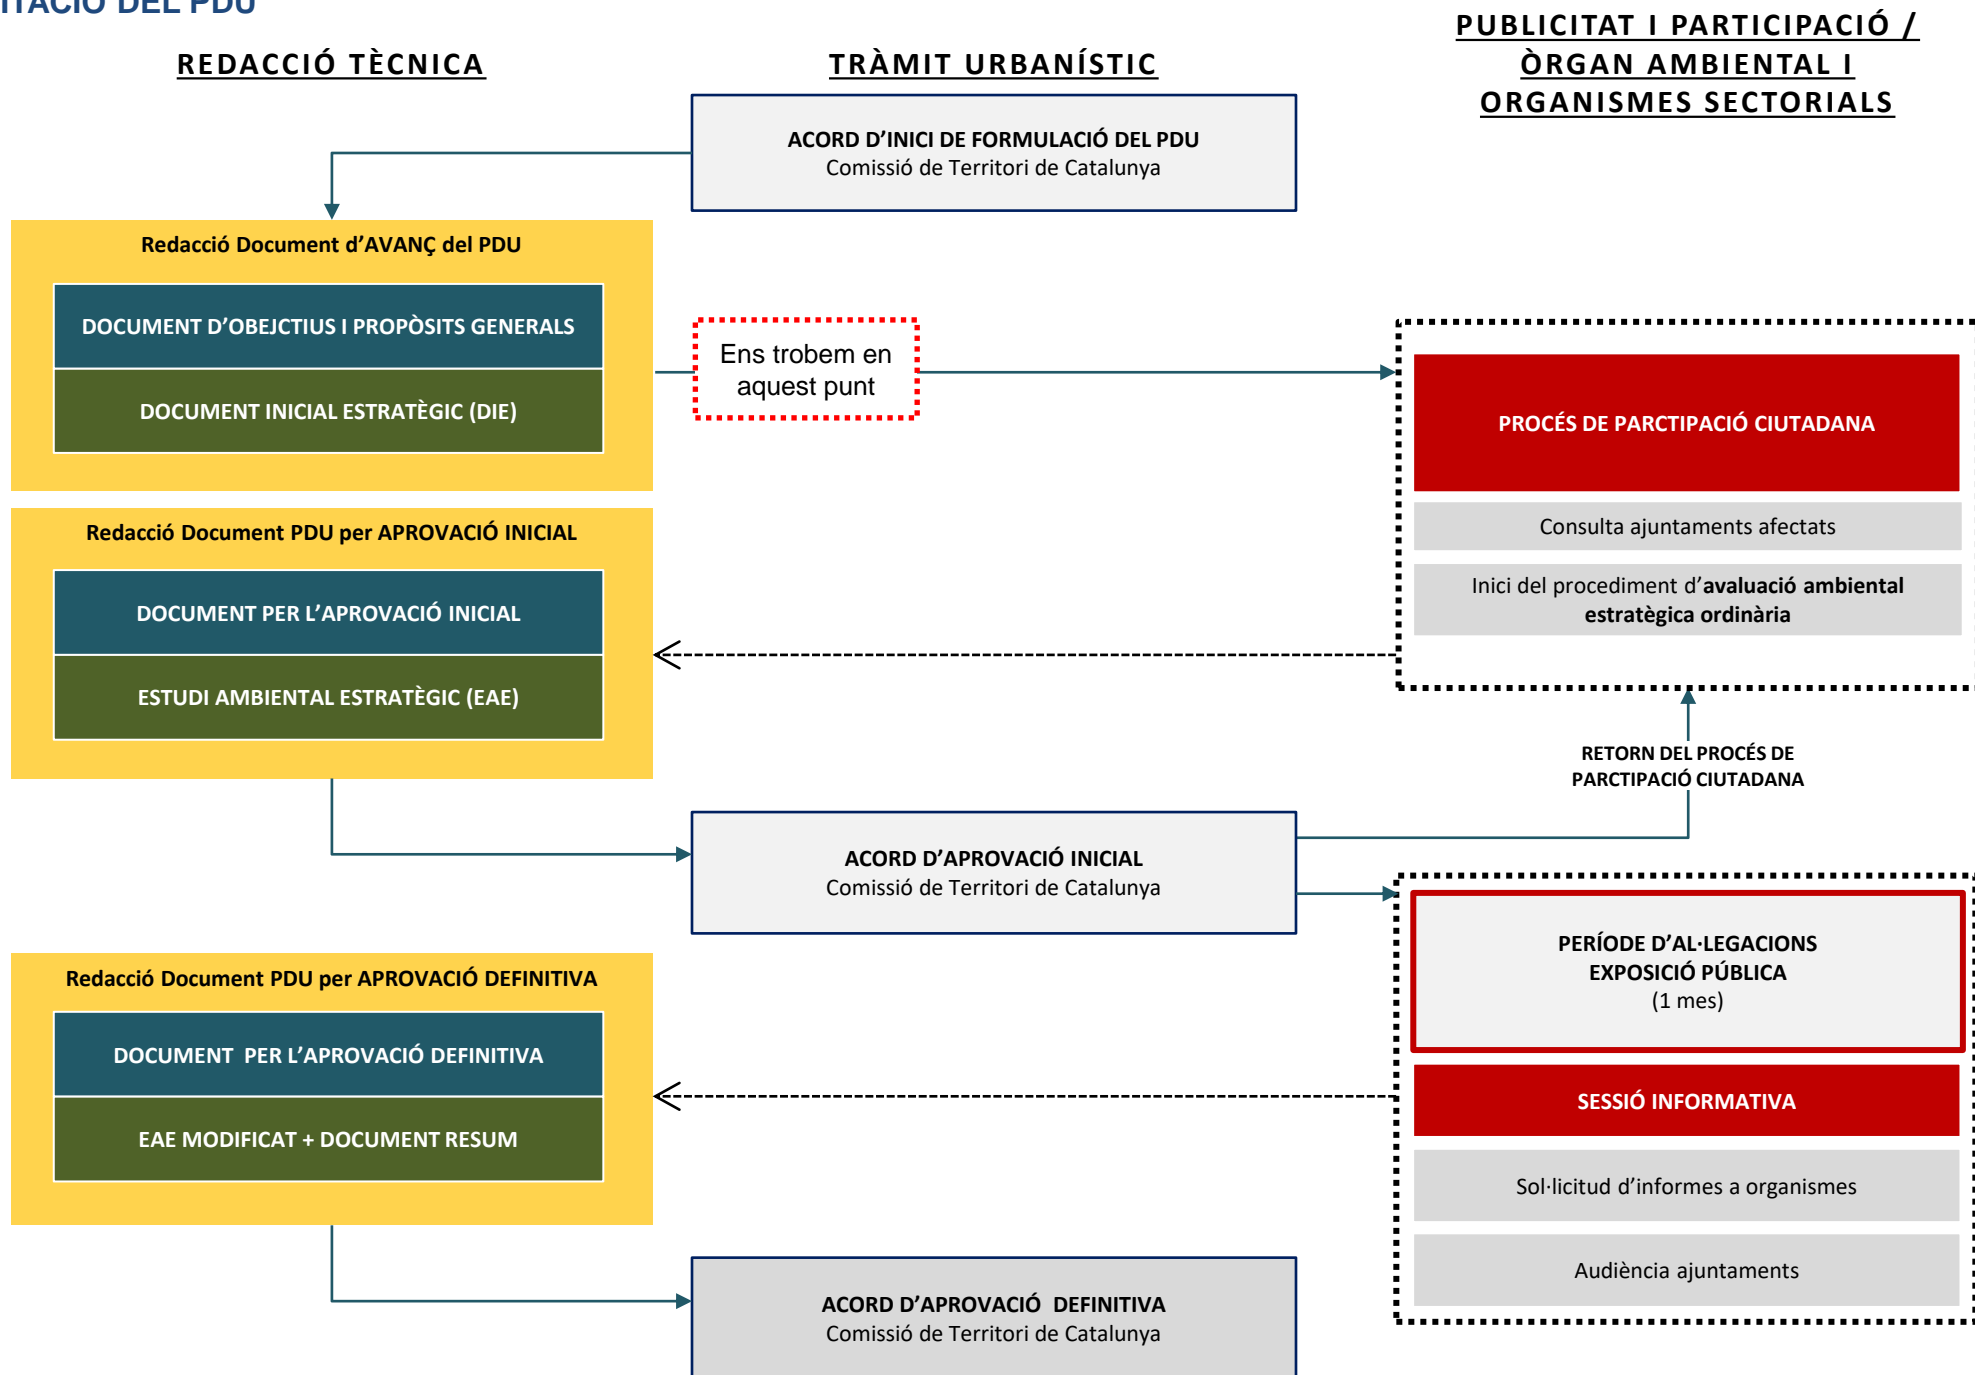 DEL PDU
REDACCIÓ TÈCNICA
TRÀMIT URBANÍSTIC
PUBLICITAT I PARTICIPACIÓ /
ÒRGAN AMBIENTAL I
ORGANISMES SECTORIALS
ACORD D’INICI DE FORMULACIÓ DEL PDU
Comissió de Territori de Catalunya
Redacció Document d’AVANÇ del PDU
DOCUMENT D’OBEJCTIUS I PROPÒSITS GENERALS
DOCUMENT INICIAL ESTRATÈGIC (DIE)
Ens trobem en
aquest punt
PROCÉS DE PARCTIPACIÓ CIUTADANA
Consulta ajuntaments afectats
Inici del procediment d’avaluació ambiental
estratègica ordinària
Redacció Document PDU per APROVACIÓ INICIAL
DOCUMENT PER L’APROVACIÓ INICIAL
ESTUDI AMBIENTAL ESTRATÈGIC (EAE)
RETORN DEL PROCÉS DE
PARCTIPACIÓ CIUTADANA
ACORD D’APROVACIÓ INICIAL
Comissió de Territori de Catalunya
PERÍODE D’AL·LEGACIONS
EXPOSICIÓ PÚBLICA
(1 mes)
SESSIÓ INFORMATIVA
Sol·licitud d’informes a organismes
Audiència ajuntaments
Redacció Document PDU per APROVACIÓ DEFINITIVA
DOCUMENT  PER L’APROVACIÓ DEFINITIVA
EAE MODIFICAT + DOCUMENT RESUM
ACORD D’APROVACIÓ  DEFINITIVA
Comissió de Territori de Catalunya